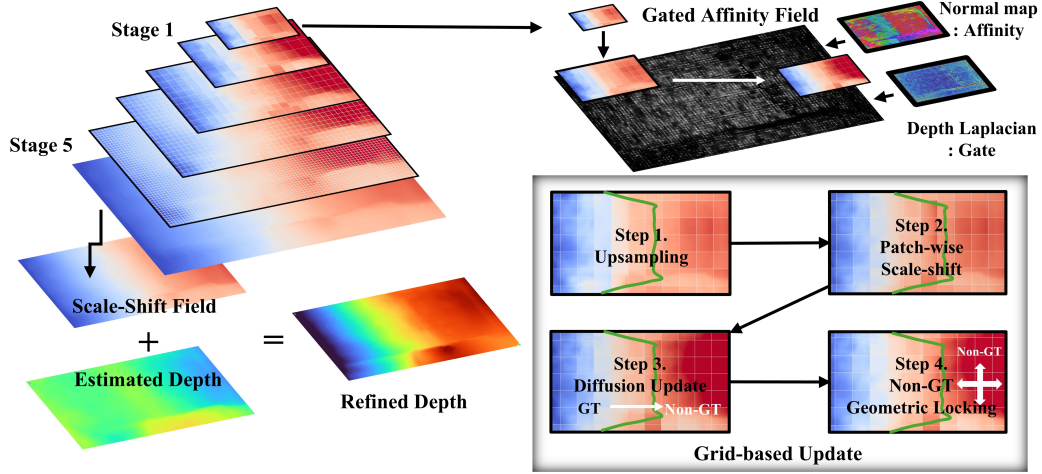 Stage 1
Stage 5
Scale-Shift Field
+
=
Estimated Depth
Refined Depth
Gated Affinity Field
Normal map
: Affinity
Depth Laplacian
: Gate
Step 1.
Upsampling
Step 2.
Patch-wise
Scale-shift
Step 3.
Diffusion Update
GT
Non-GT
Step 4.
Non-GT
Geometric Locking
Non-GT
Grid-based Update